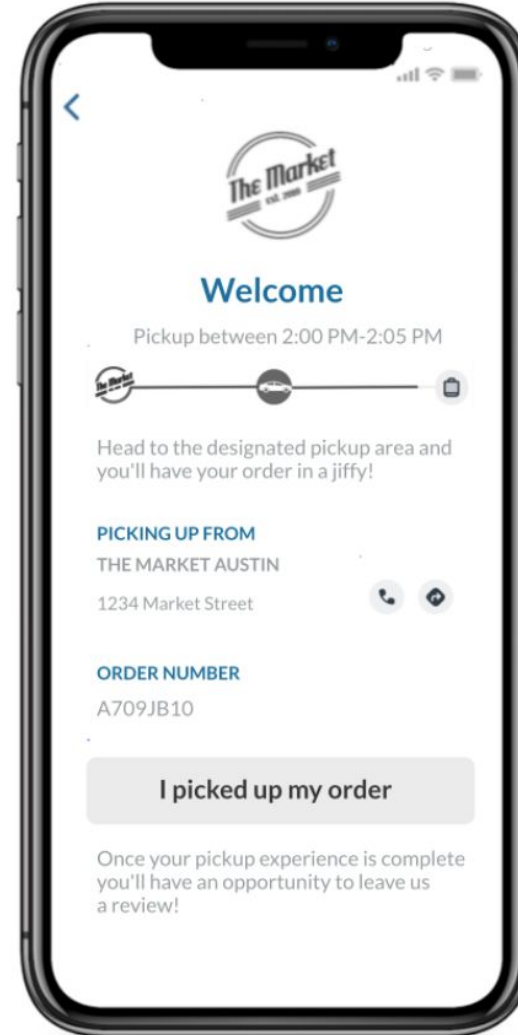 The Market
EST. 2009
Welcome
Pickup between 2:00 PM-2:05 PM
The Market
Head to the designated pickup area and
you'll have your order in a jiffy!
PICKING UP FROM
THE MARKET AUSTIN
1234 Market Street
ORDER NUMBER
A709JB10
I picked up my order
Once your pickup experience is complete
you'll have an opportunity to leave us
a review!